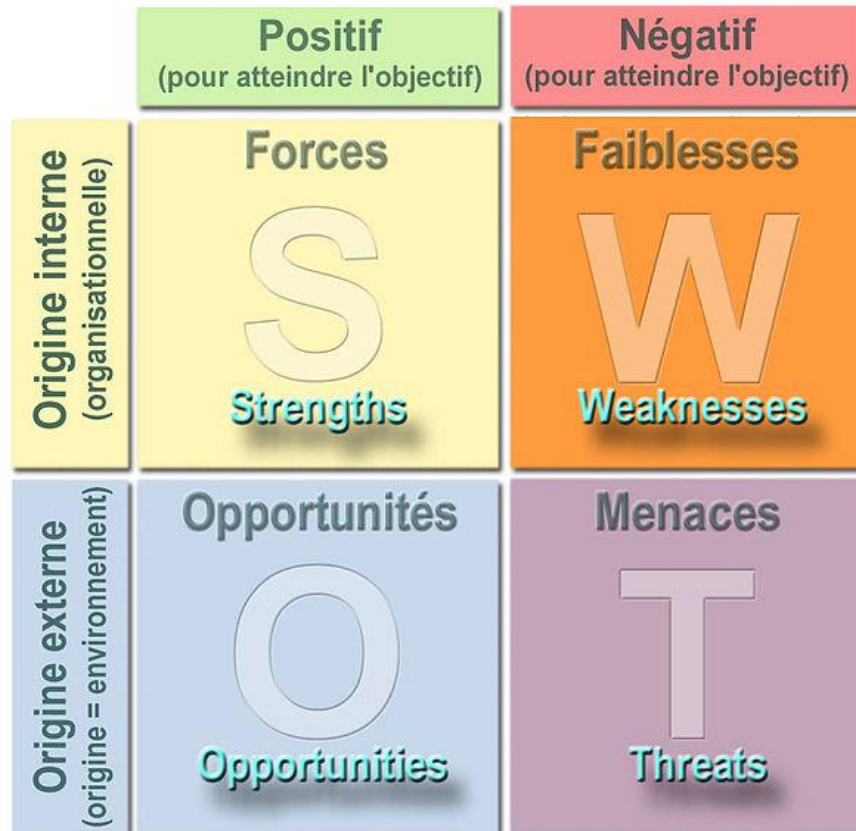 Positif
(pour atteindre l'objectif)
Négatif
(pour atteindre l'objectif)
Origine interne
(organisationnelle)
Forces
S
Strengths
Faiblesses
W
Weaknesses
Origine externe
(origine = environnement)
Opportunités
O
Opportunities
Menaces
T
Threats